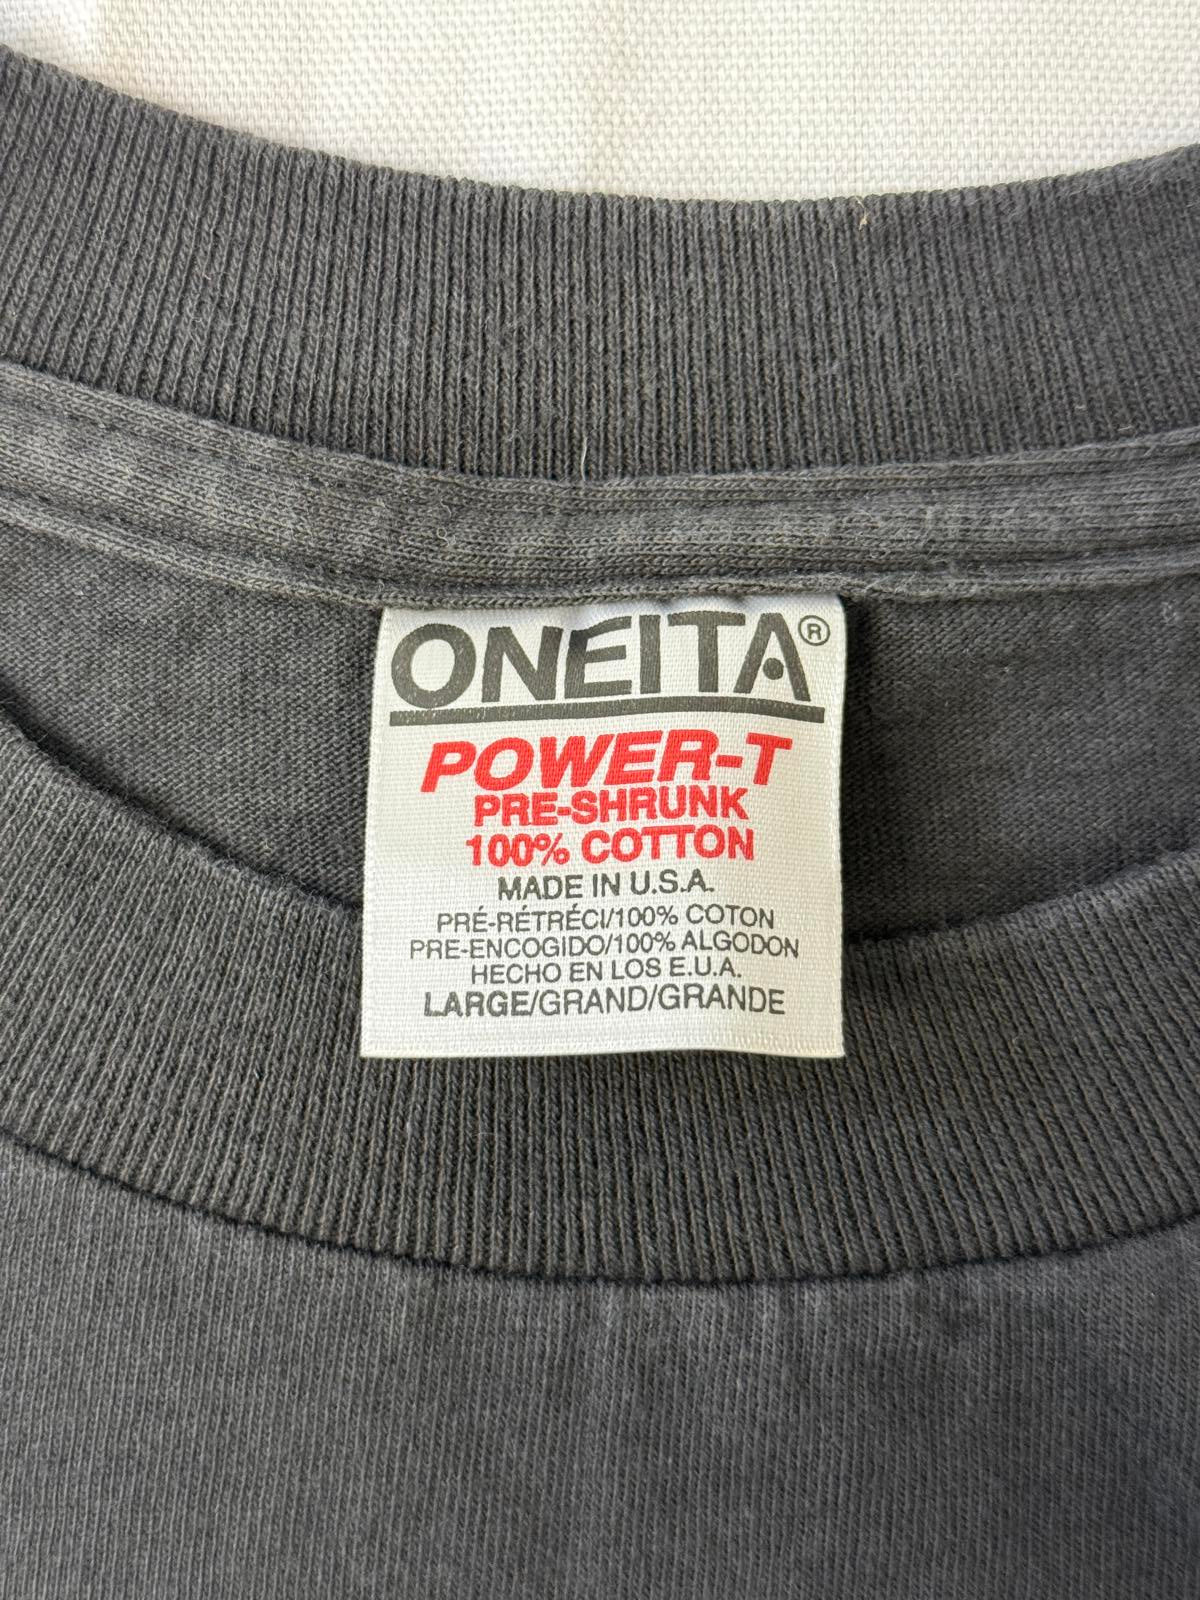 ONEITA®
POWER-T
PRE-SHRUNK
100% COTTON
MADE IN U.S.A.
PRÉ-RÉTRÉCI/100% COTON
PRE-ENCOGIDO/100% ALGODON
HECHO EN LOS E.U.A.
LARGE/GRAND/GRANDE